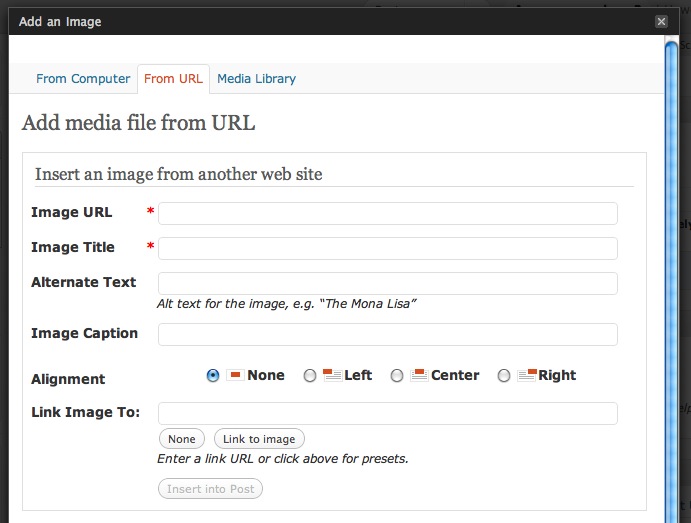 Add an Image
From Computer From URL Media Library
Add media file from URL
Insert an image from another web site
Image URL *
Image Title *
Alternate Text
Alt text for the image, e.g. “The Mona Lisa”
Image Caption
Alignment None Left Center Right
Link Image To:
None Link to image
Enter a link URL or click above for presets.
Insert into Post